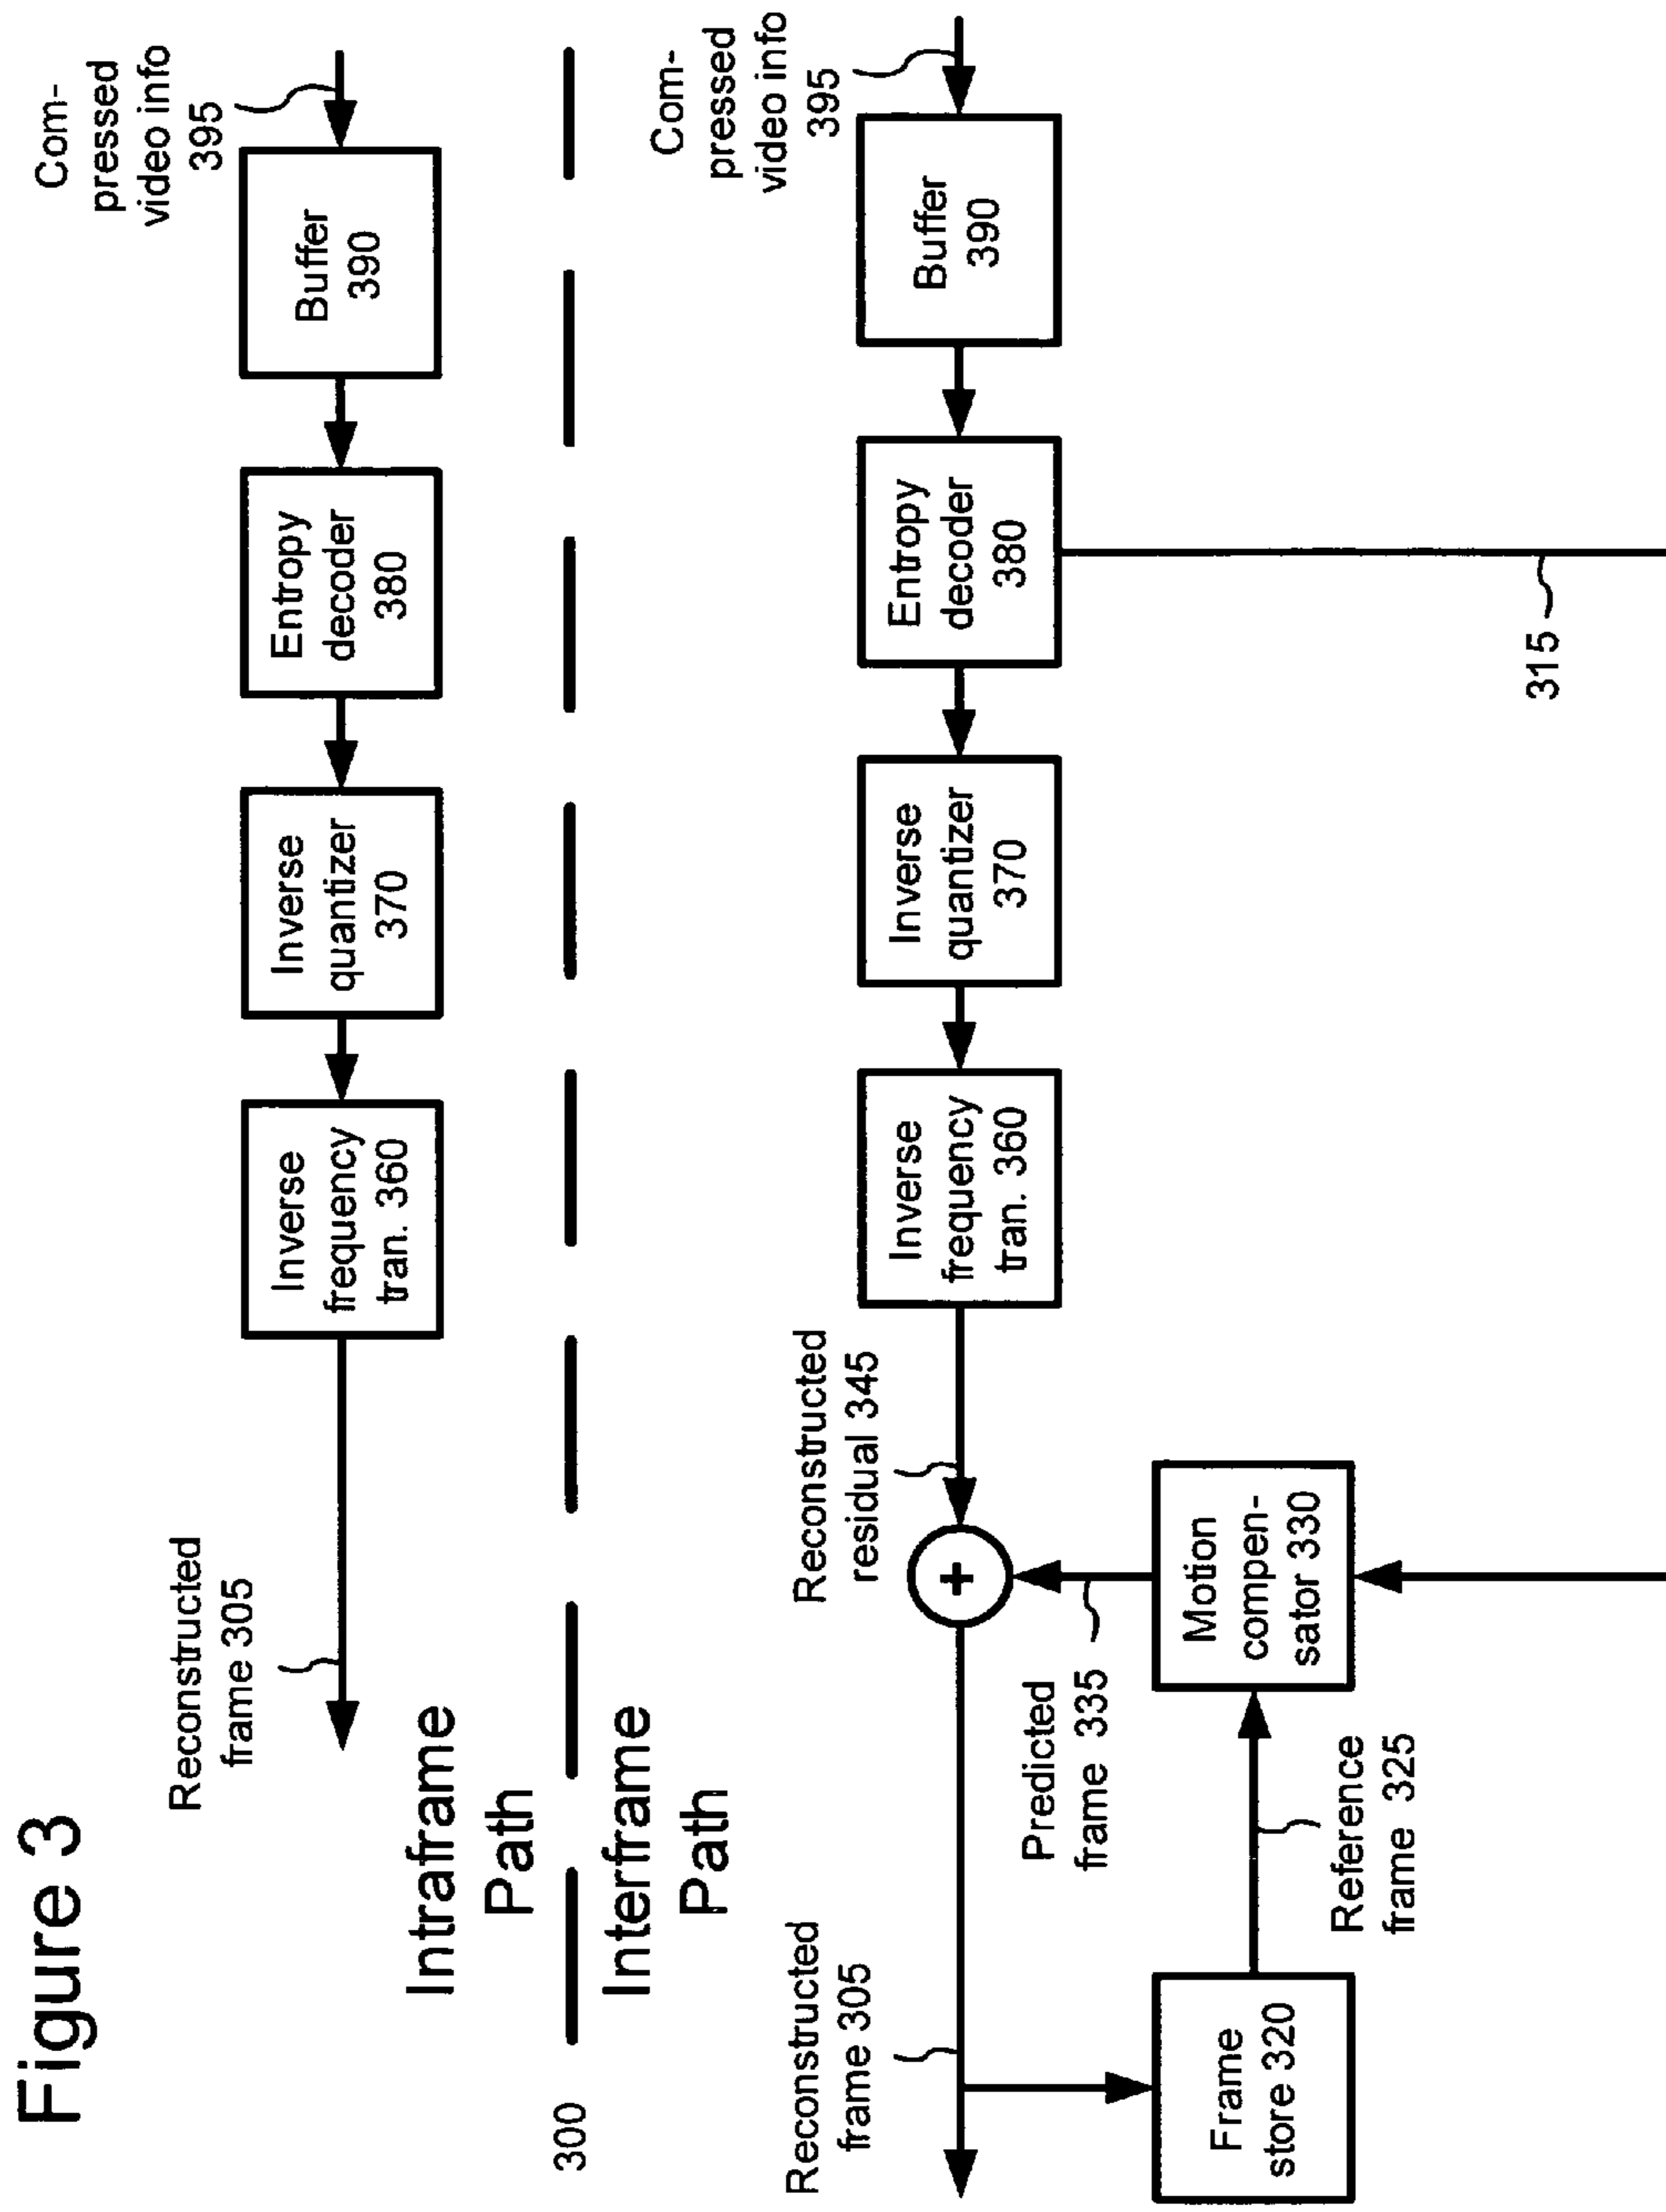 Figure 3
Reconstructed
frame 305
Inverse
frequency
tran. 360
Inverse
quantizer
370
Entropy
decoder
380
Buffer
390
Com-
pressed
video info
395
Intraframe
Path
300
Interframe
Path
Reconstructed
frame 305
Reconstructed
residual 345
Inverse
frequency
tran. 360
Inverse
quantizer
370
Entropy
decoder
380
Buffer
390
Com-
pressed
video info
395
+
Predicted
frame 335
Frame
store 320
Reference
frame 325
Motion
compen-
sator 330
315